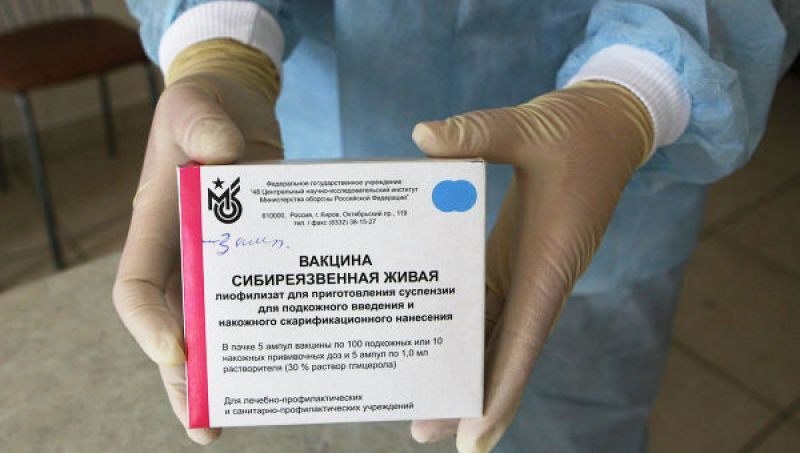 Федеральное государственное учреждение
"48 Центральный научно-исследовательский институт
Министерства обороны Российской Федерации"
610000, Россия, г. Киров, Октябрьский пр., 119
тел. / факс (8332) 38-15-27
ВАКЦИНА
СИБИРЕЯЗВЕННАЯ ЖИВАЯ
лиофилизат для приготовления суспензии
для подкожного введения и
накожного скарификационного нанесения
В пачке 5 ампул вакцины по 100 подкожных или 10
накожных прививочных доз и 5 ампул по 1,0 мл
растворителя (30 % раствор глицерола)
Для лечебно-профилактических
и санитарно-профилактических учреждений